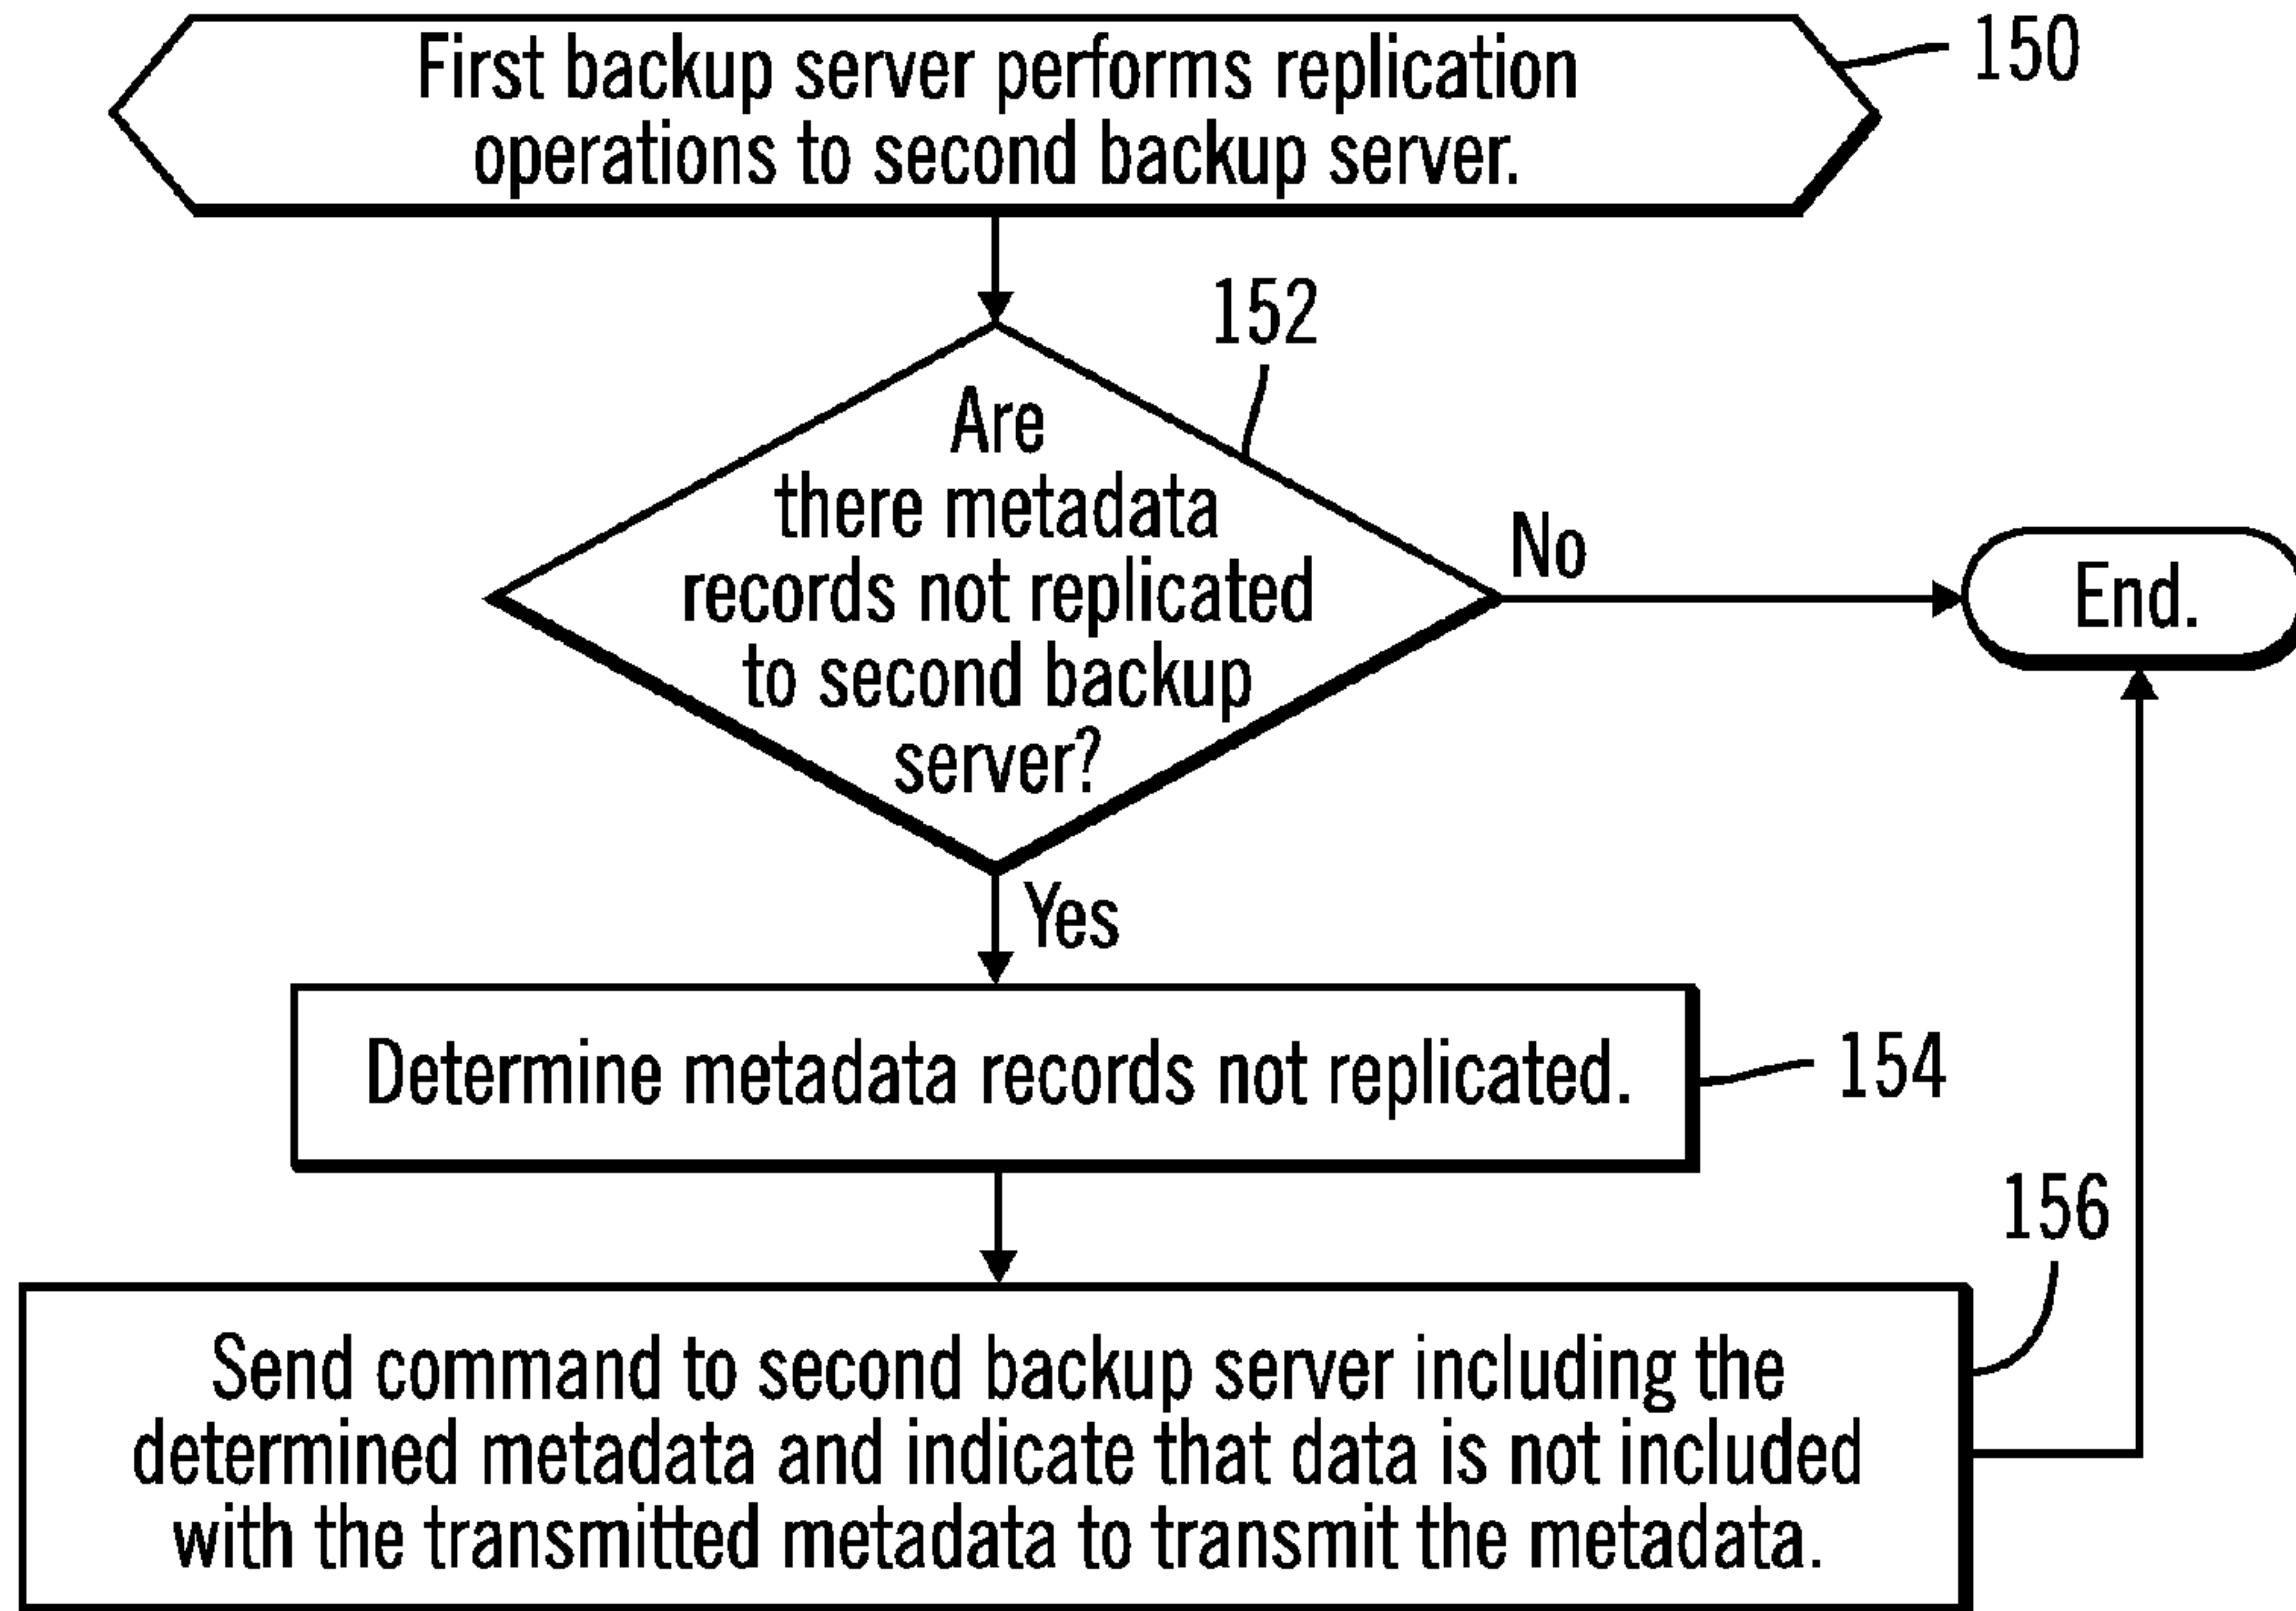 First backup server performs replication
operations to second backup server.
150
152
Are
there metadata
records not replicated
to second backup
server?
No
End.
Yes
Determine metadata records not replicated.
154
156
Send command to second backup server including the
determined metadata and indicate that data is not included
with the transmitted metadata to transmit the metadata.